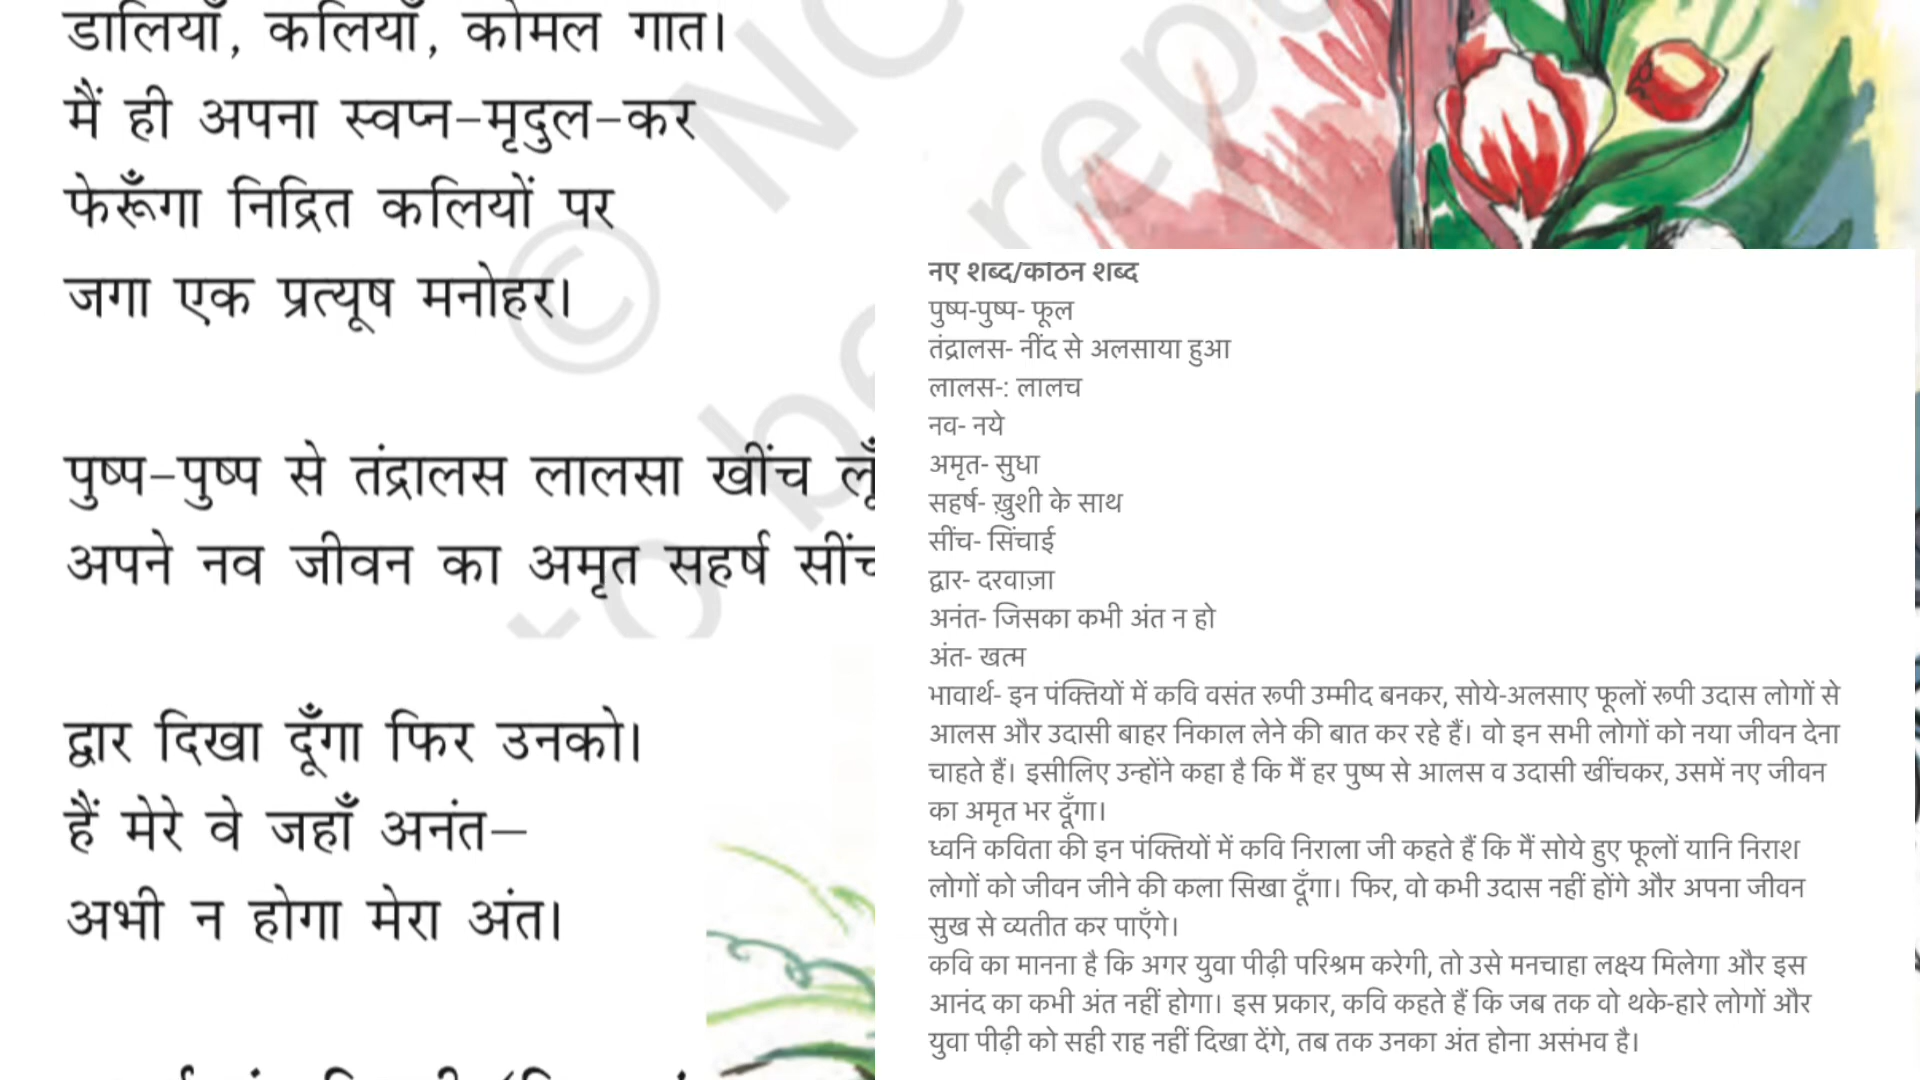 डालियाँ, कलियाँ, कोमल गात।
मैं ही अपना स्वप्न-मृदुल-कर
फेरूँगा निद्रित कलियों पर
जगा एक प्रत्यूष मनोहर।
पुष्प-पुष्प से तंद्रालस लालसा खींच लूँ
अपने नव जीवन का अमृत सहर्ष सींच
द्वार दिखा दूँगा फिर उनको।
हैं मेरे वे जहाँ अनंत–
अभी न होगा मेरा अंत।
नए शब्द/कठिन शब्द
पुष्प-पुष्प- फूल
तंद्रालस- नींद से अलसाया हुआ
लालस-: लालच
नव- नये
अमृत- सुधा
सहर्ष- ख़ुशी के साथ
सींच- सिंचाई
द्वार- दरवाज़ा
अनंत- जिसका कभी अंत न हो
अंत- खत्म
भावार्थ- इन पंक्तियों में कवि वसंत रूपी उम्मीद बनकर, सोये-अलसाए फूलों रूपी उदास लोगों से
आलस और उदासी बाहर निकाल लेने की बात कर रहे हैं। वो इन सभी लोगों को नया जीवन देना
चाहते हैं। इसीलिए उन्होंने कहा है कि मैं हर पुष्प से आलस व उदासी खींचकर, उसमें नए जीवन
का अमृत भर दूँगा।
ध्वनि कविता की इन पंक्तियों में कवि निराला जी कहते हैं कि मैं सोये हुए फूलों यानि निराश
लोगों को जीवन जीने की कला सिखा दूँगा। फिर, वो कभी उदास नहीं होंगे और अपना जीवन
सुख से व्यतीत कर पाएँगे।
कवि का मानना है कि अगर युवा पीढ़ी परिश्रम करेगी, तो उसे मनचाहा लक्ष्य मिलेगा और इस
आनंद का कभी अंत नहीं होगा। इस प्रकार, कवि कहते हैं कि जब तक वो थके-हारे लोगों और
युवा पीढ़ी को सही राह नहीं दिखा देंगे, तब तक उनका अंत होना असंभव है।
© NC
to be rep